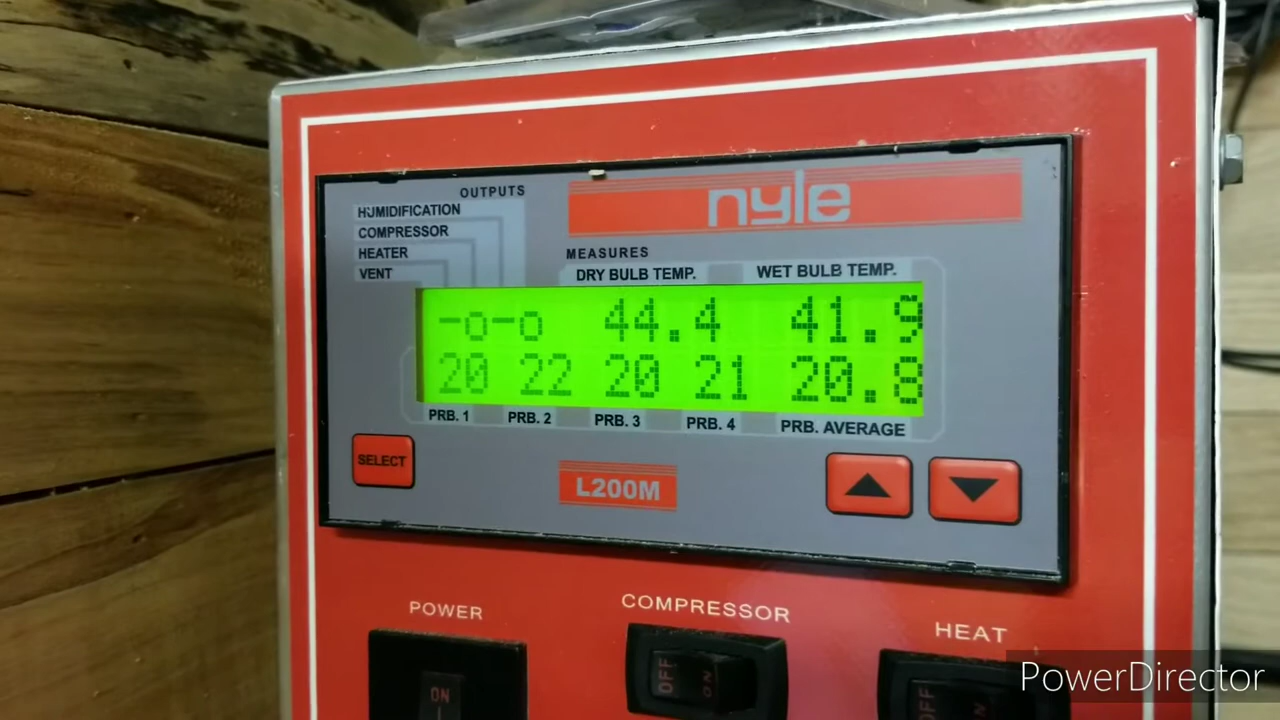 OUTPUTS
HUMIDIFICATION
COMPRESSOR
HEATER
VENT
nyle
MEASURES
DRY BULB TEMP. WET BULB TEMP.
-o-o 44.4 41.9
20 22 20 21 20.8
PRB. 1 PRB. 2 PRB. 3 PRB. 4 PRB. AVERAGE
SELECT
L200M
POWER COMPRESSOR HEAT
ON OFF ON OFF ON
PowerDirector